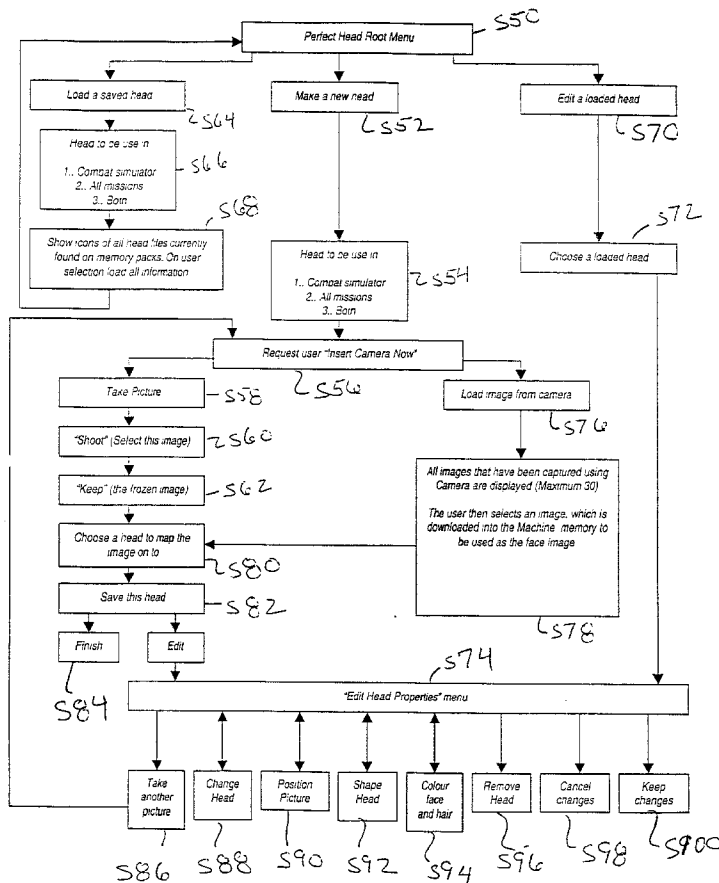 S50
Perfect Head Root Menu
Load a saved head
Make a new head
Edit a loaded head
S64
S52
S70
Head to be use in
1.. Combat simulator
2.. All missions
3.. Both
S66
S68
Show icons of all head files currently
found on memory packs. On user
selection load all information
S72
Choose a loaded head
Head to be use in
1.. Combat simulator
2.. All missions
3.. Both
S54
Request user "Insert Camera Now"
S56
Take Picture
S58
Load image from camera
S76
"Shoot" (Select this image)
S60
"Keep" (the frozen image)
S62
All images that have been captured using
Camera are displayed (Maximum 30)
The user then selects an image, which is
downloaded into the Machine memory to
be used as the face image
S78
Choose a head to map the
image on to
S80
Save this head
S82
Finish
Edit
S84
S74
"Edit Head Properties" menu
Take
another
picture
Change
Head
Position
Picture
Shape
Head
Colour
face
and hair
Remove
Head
Cancel
changes
Keep
changes
S86
S88
S90
S92
S94
S96
S98
S100